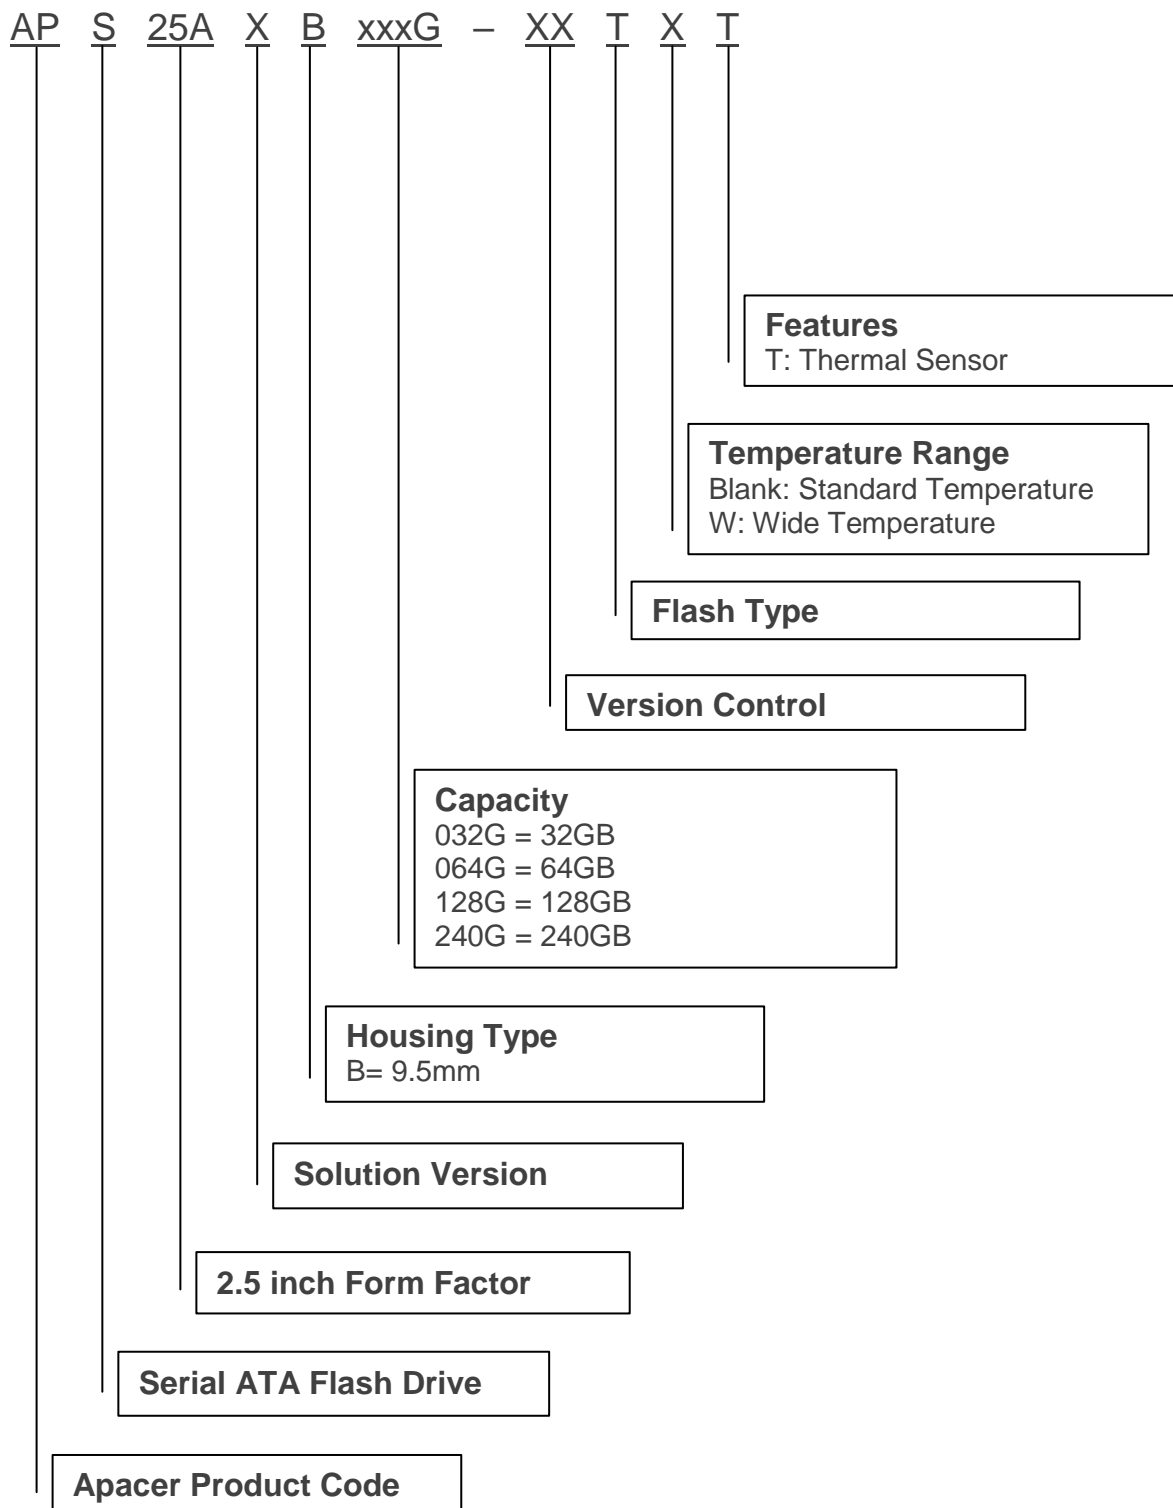 AP S 25A X B xxxG – XX T X T
Features
T: Thermal Sensor
Temperature Range
Blank: Standard Temperature
W: Wide Temperature
Flash Type
Version Control
Capacity
032G = 32GB
064G = 64GB
128G = 128GB
240G = 240GB
Housing Type
B= 9.5mm
Solution Version
2.5 inch Form Factor
Serial ATA Flash Drive
Apacer Product Code